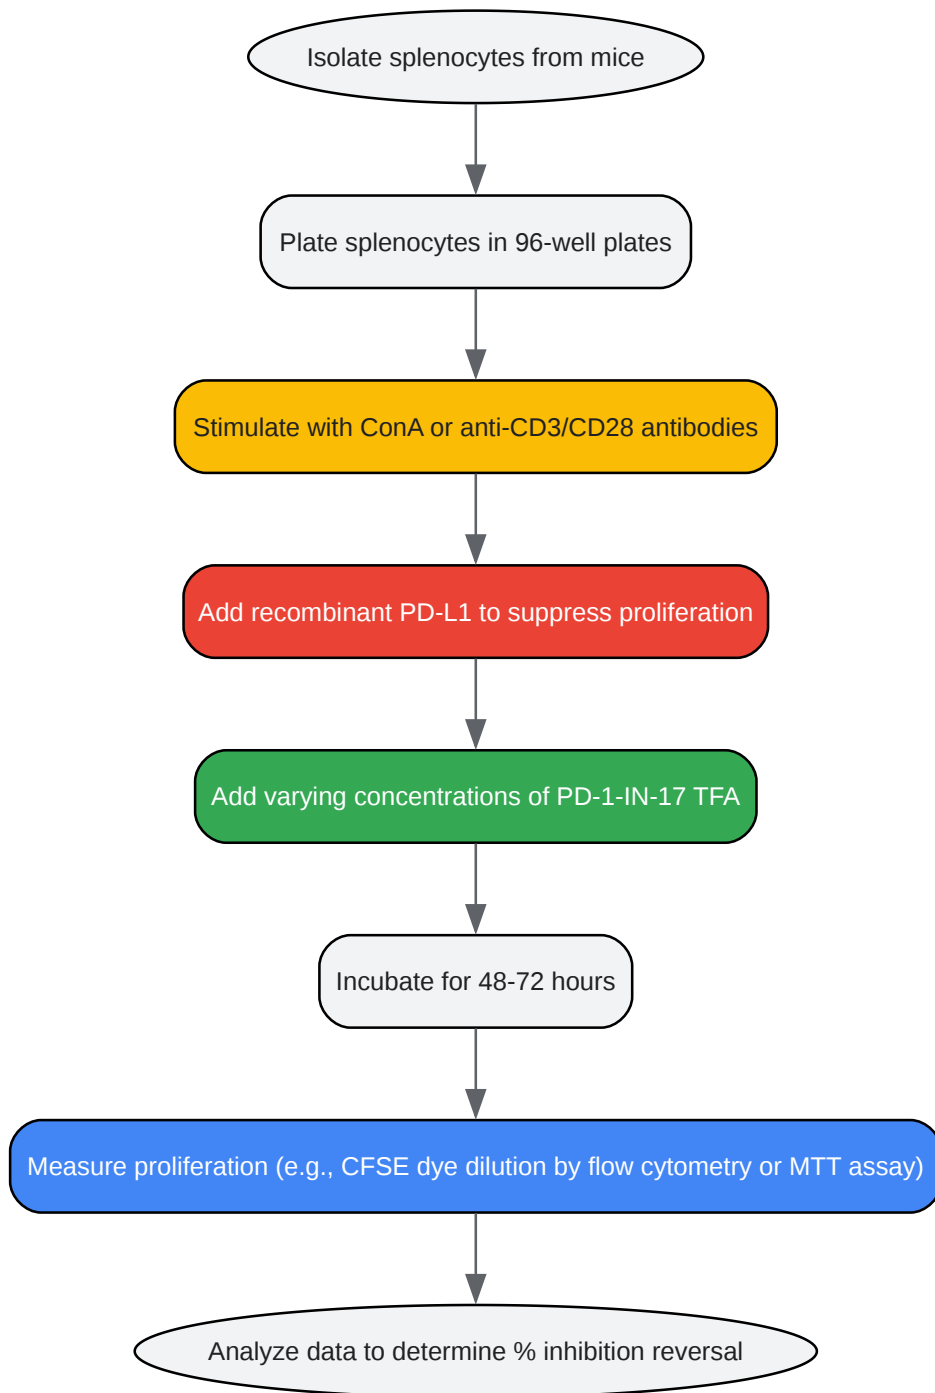 Isolate splenocytes from mice
Plate splenocytes in 96-well plates
Stimulate with ConA or anti-CD3/CD28 antibodies
Add recombinant PD-L1 to suppress proliferation
Add varying concentrations of PD-1-IN-17 TFA
Incubate for 48-72 hours
Measure proliferation (e.g., CFSE dye dilution by flow cytometry or MTT assay)
Analyze data to determine % inhibition reversal